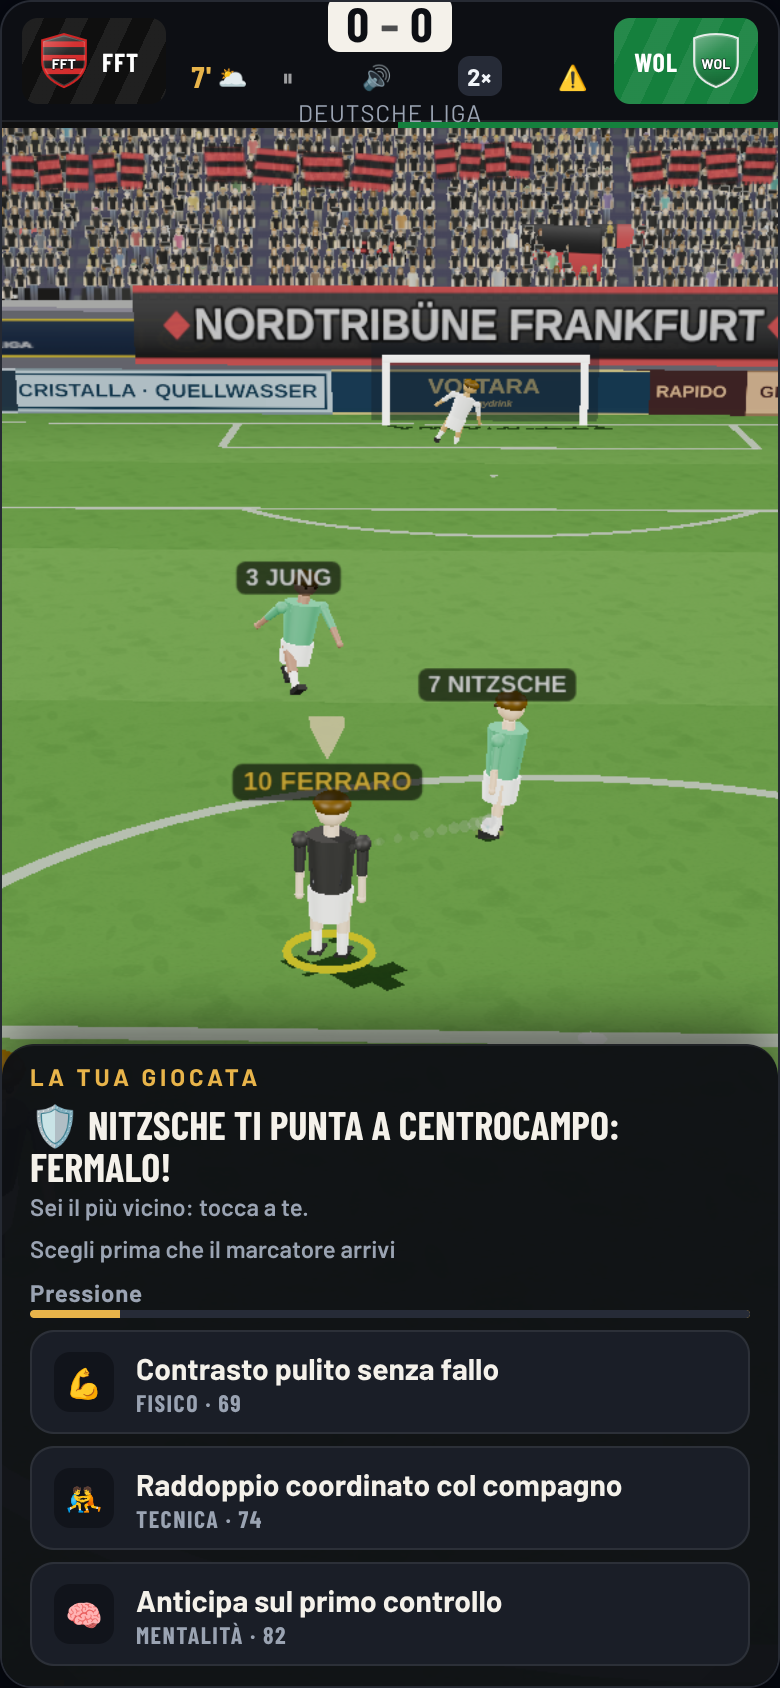 0 - 0
FFT
FFT
7'
2×
WOL
WOL
DEUTSCHE LIGA
NORDTRIBÜNE FRANKFURT
CRISTALLA · QUELLWASSER
RAPIDO
3 JUNG
7 NITZSCHE
10 FERRARO
LA TUA GIOCATA
NITZSCHE TI PUNTA A CENTROCAMPO:
FERMALO!
Sei il più vicino: tocca a te.
Scegli prima che il marcatore arrivi
Pressione
Contrasto pulito senza fallo
FISICO · 69
Raddoppio coordinato col compagno
TECNICA · 74
Anticipa sul primo controllo
MENTALITÀ · 82